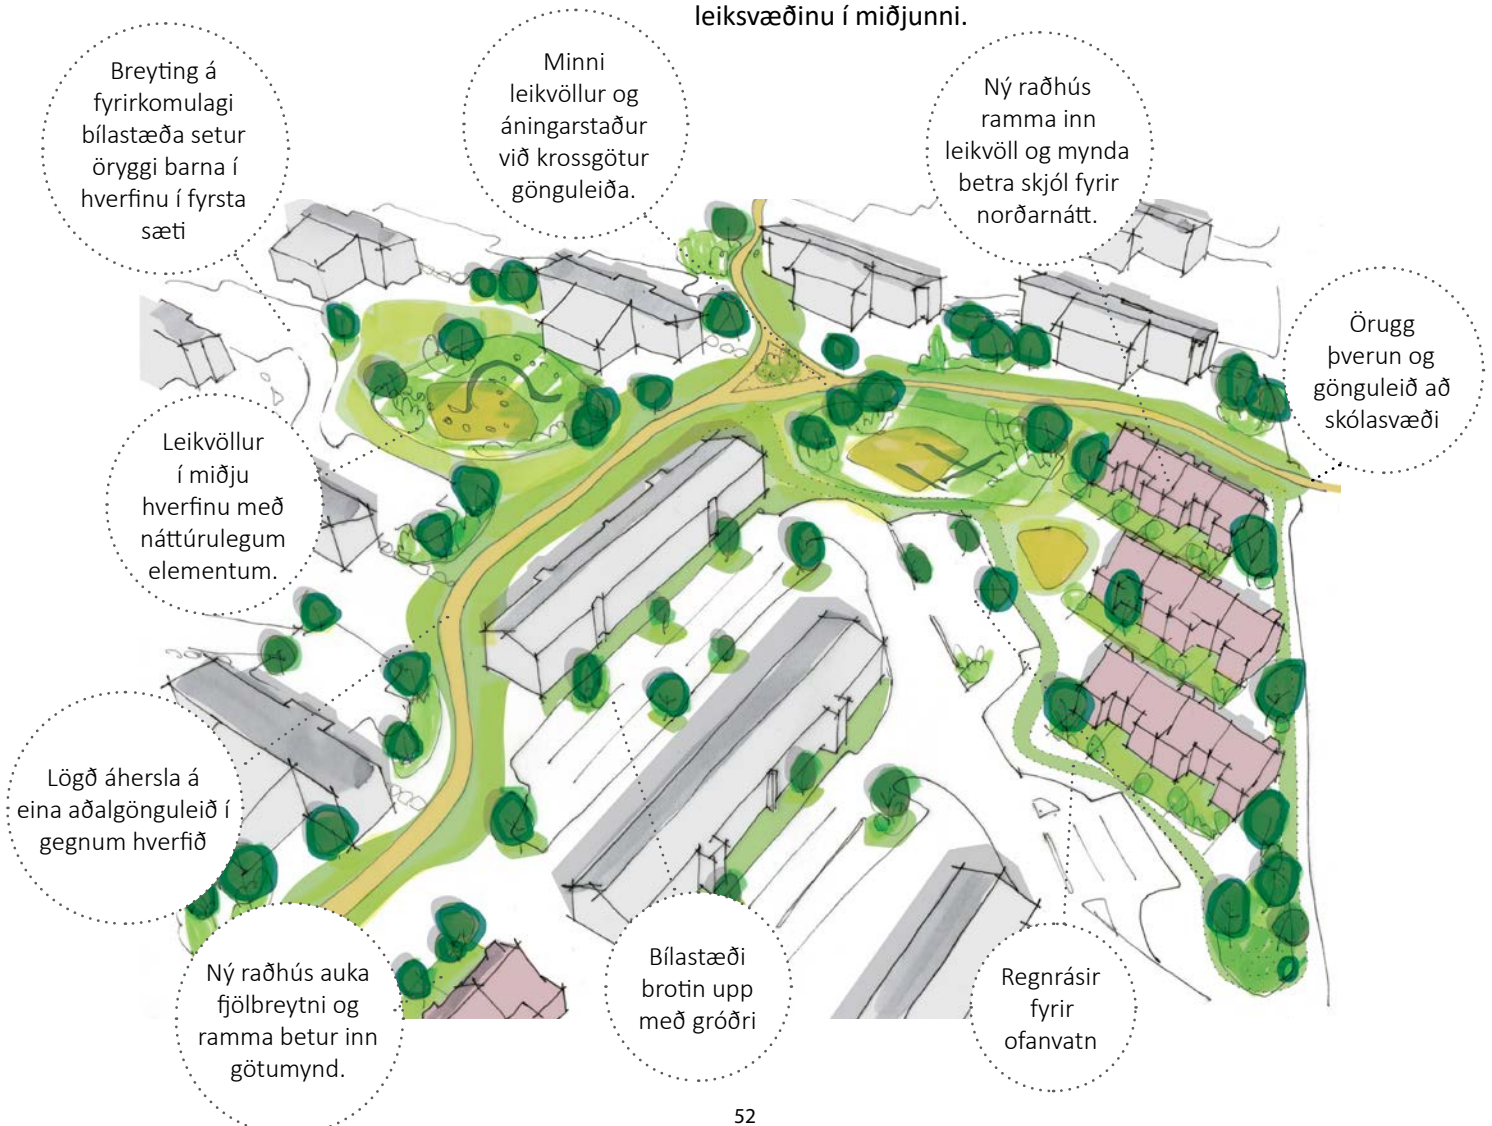 leiksvæðinu í miðjunni.
Breyting á
fyrirkomulagi
bílastæða setur
öryggi barna í
hverfinu í fyrsta
sæti
Minni
leikvöllur og
áningarstaður
við krossgötur
gönguleiða.
Ný raðhús
ramma inn
leikvöll og mynda
betra skjól fyrir
norðarnátt.
Örugg
þverun og
gönguleið að
skólasvæði
Leikvöllur
í miðju
hverfinu með
náttúrulegum
elementum.
Lögð áhersla á
eina aðalgönguleið í
gegnum hverfið
Ný raðhús auka
fjölbreytni og
ramma betur inn
götumynd.
Bílastæði
brotin upp
með gróðri
Regnrásir
fyrir
ofanvatn
52